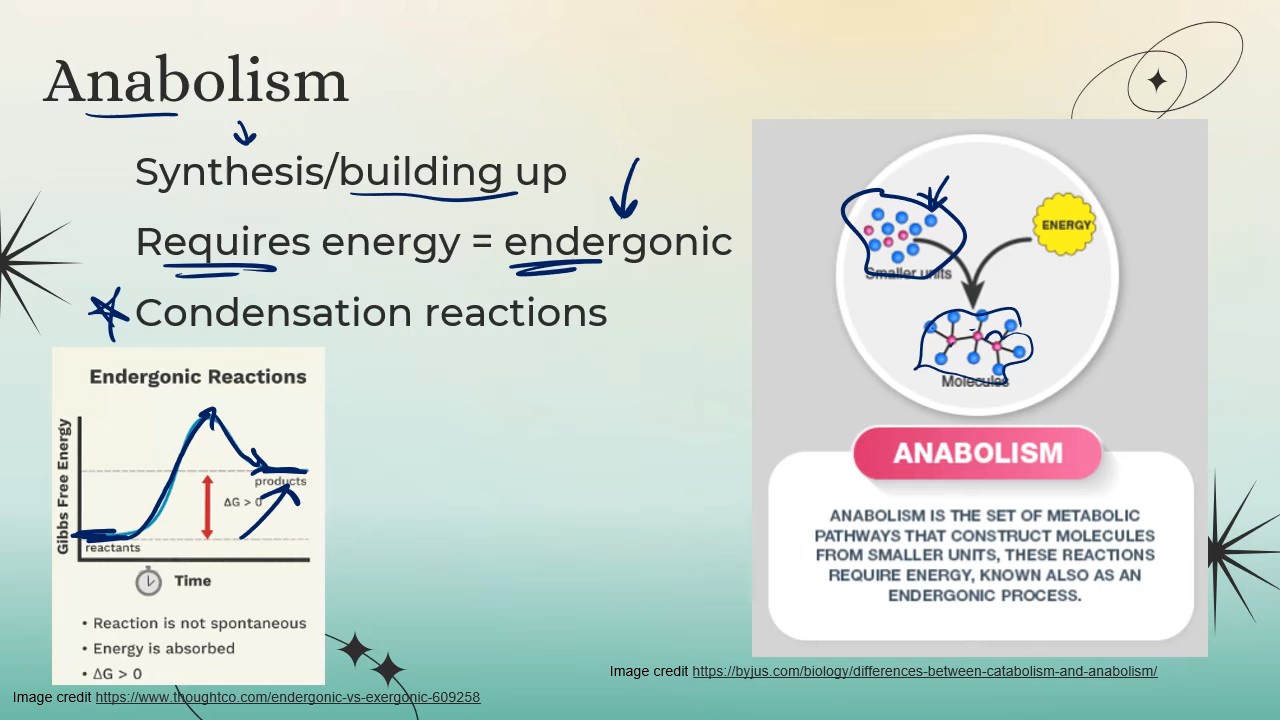 Anabolism
Synthesis/building up
Requires energy = endergonic
Condensation reactions
Endergonic Reactions
Gibbs Free Energy
products
ΔG > 0
reactants
Time
• Reaction is not spontaneous
• Energy is absorbed
• ΔG > 0
Image credit https://www.thoughtco.com/endergonic-vs-exergonic-609258
Smaller units
ENERGY
Molecules
ANABOLISM
ANABOLISM IS THE SET OF METABOLIC
PATHWAYS THAT CONSTRUCT MOLECULES
FROM SMALLER UNITS, THESE REACTIONS
REQUIRE ENERGY, KNOWN ALSO AS AN
ENDERGONIC PROCESS.
Image credit https://byjus.com/biology/differences-between-catabolism-and-anabolism/